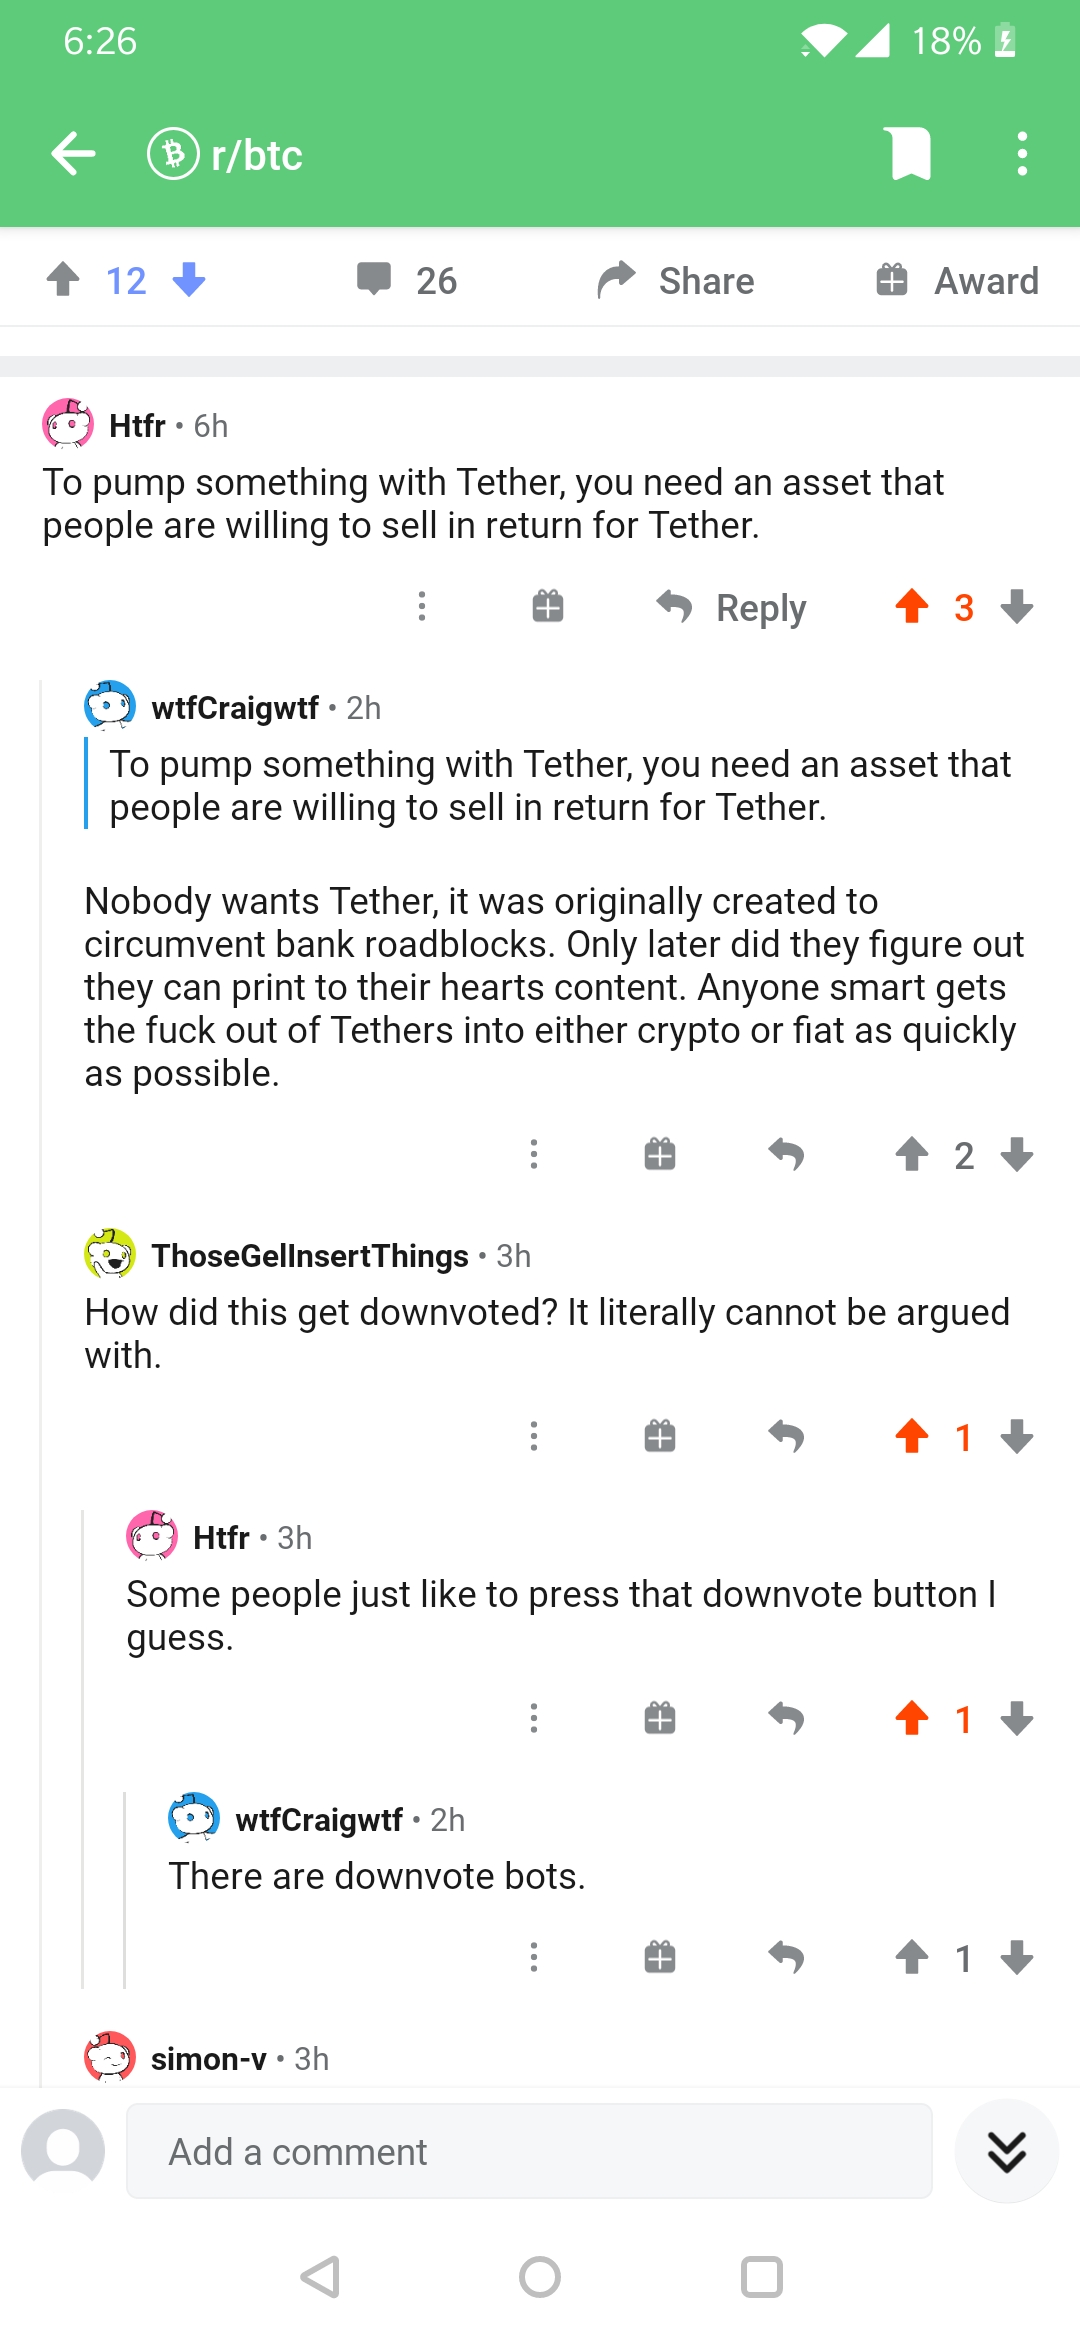 6:26
18%
r/btc
12
26
Share
Award
Htfr • 6h
To pump something with Tether, you need an asset that
people are willing to sell in return for Tether.
Reply
3
wtfCraigwtf • 2h
To pump something with Tether, you need an asset that
people are willing to sell in return for Tether.
Nobody wants Tether, it was originally created to
circumvent bank roadblocks. Only later did they figure out
they can print to their hearts content. Anyone smart gets
the fuck out of Tethers into either crypto or fiat as quickly
as possible.
2
ThoseGelInsertThings • 3h
How did this get downvoted? It literally cannot be argued
with.
1
Htfr • 3h
Some people just like to press that downvote button I
guess.
1
wtfCraigwtf • 2h
There are downvote bots.
1
simon-v • 3h
Add a comment